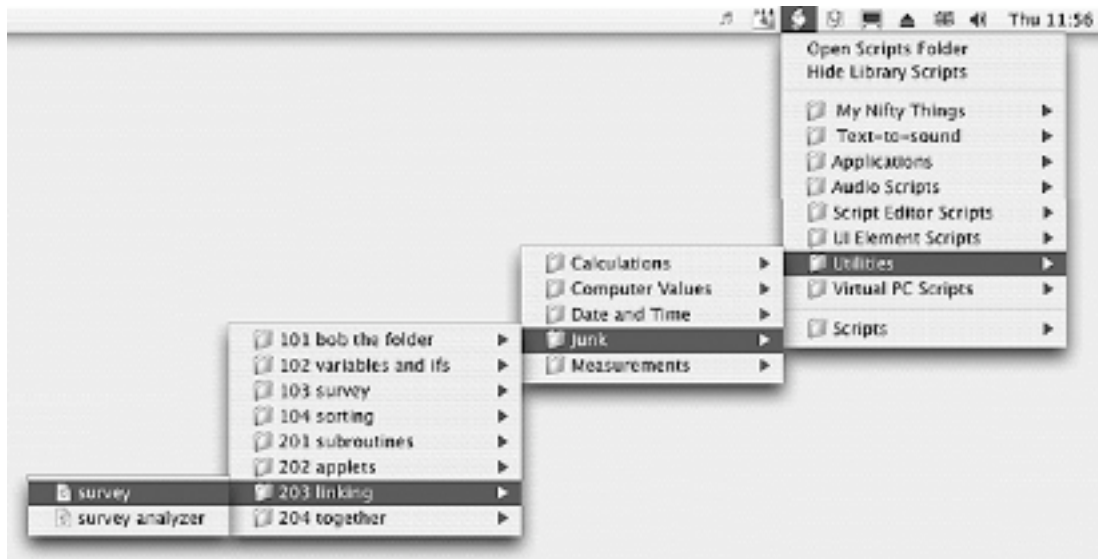 Thu 11:56
Open Scripts Folder
Hide Library Scripts
My Nifty Things
Text-to-sound
Applications
Audio Scripts
Script Editor Scripts
UI Element Scripts
Utilities
Virtual PC Scripts
Scripts
Calculations
Computer Values
Date and Time
Junk
Measurements
101 bob the folder
102 variables and ifs
103 survey
104 sorting
201 subroutines
202 applets
203 linking
204 together
survey
survey analyzer